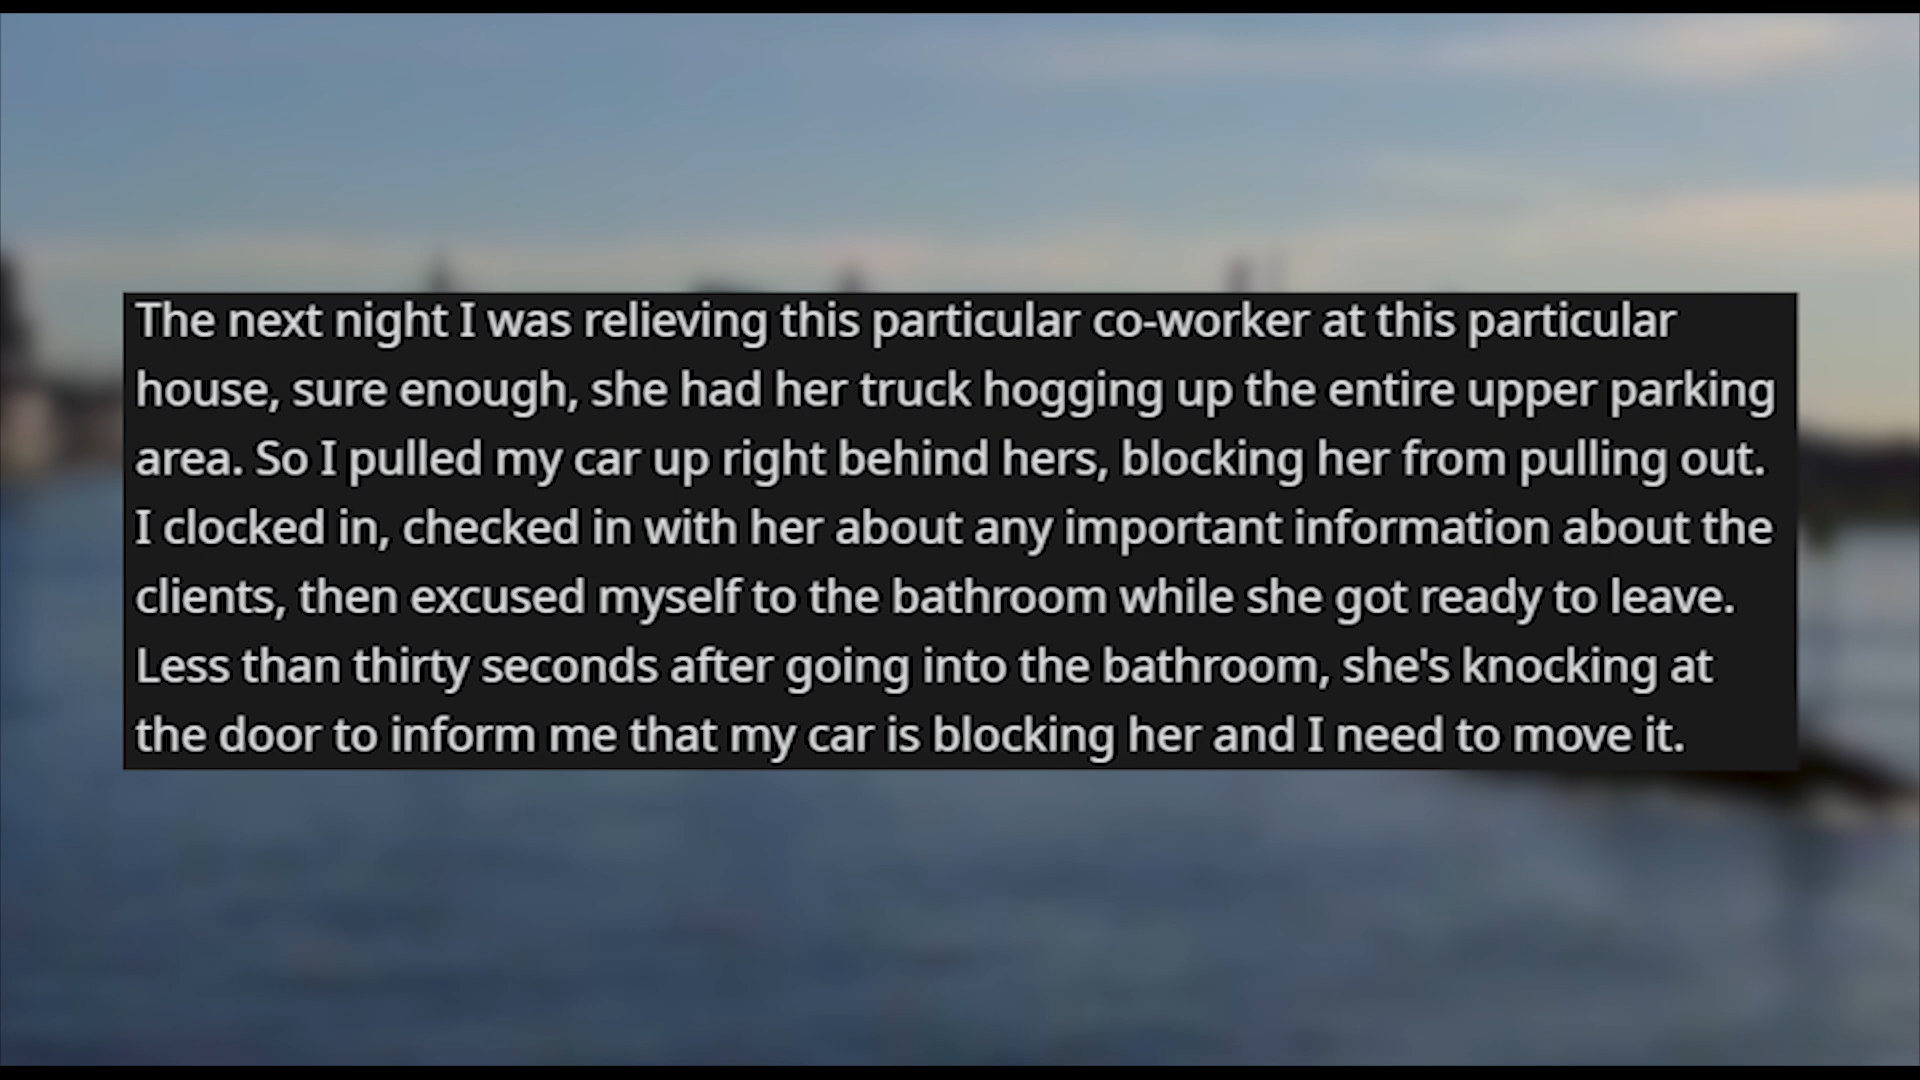 The next night I was relieving this particular co-worker at this particular
house, sure enough, she had her truck hogging up the entire upper parking
area. So I pulled my car up right behind hers, blocking her from pulling out.
I clocked in, checked in with her about any important information about the
clients, then excused myself to the bathroom while she got ready to leave.
Less than thirty seconds after going into the bathroom, she's knocking at
the door to inform me that my car is blocking her and I need to move it.